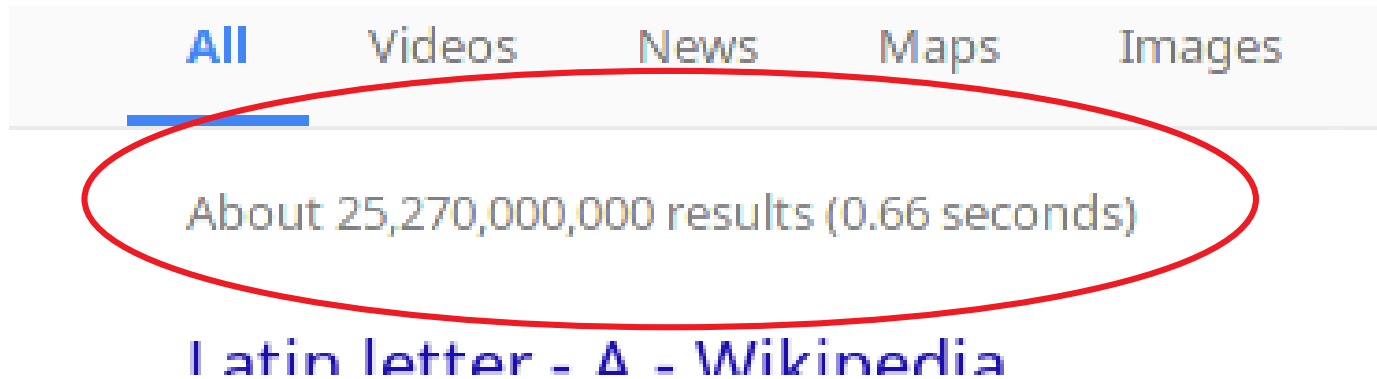 All Videos News Maps Images
About 25,270,000,000 results (0.66 seconds)
Latin letter - A - Wikipedia